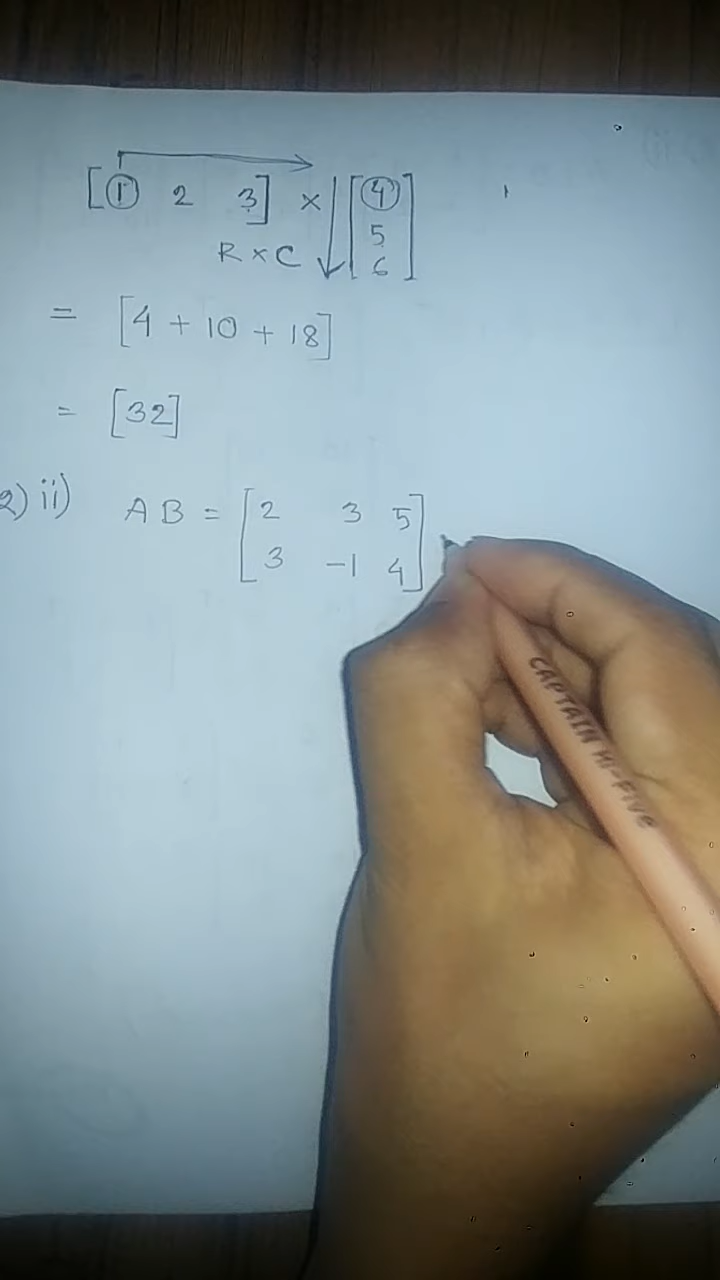 [1 2 3] × [4
5
6]
R × C
= [4 + 10 + 18]
= [32]
2) ii) AB = [2 3 5
3 -1 4]
CAPTAIN HI-FIVE